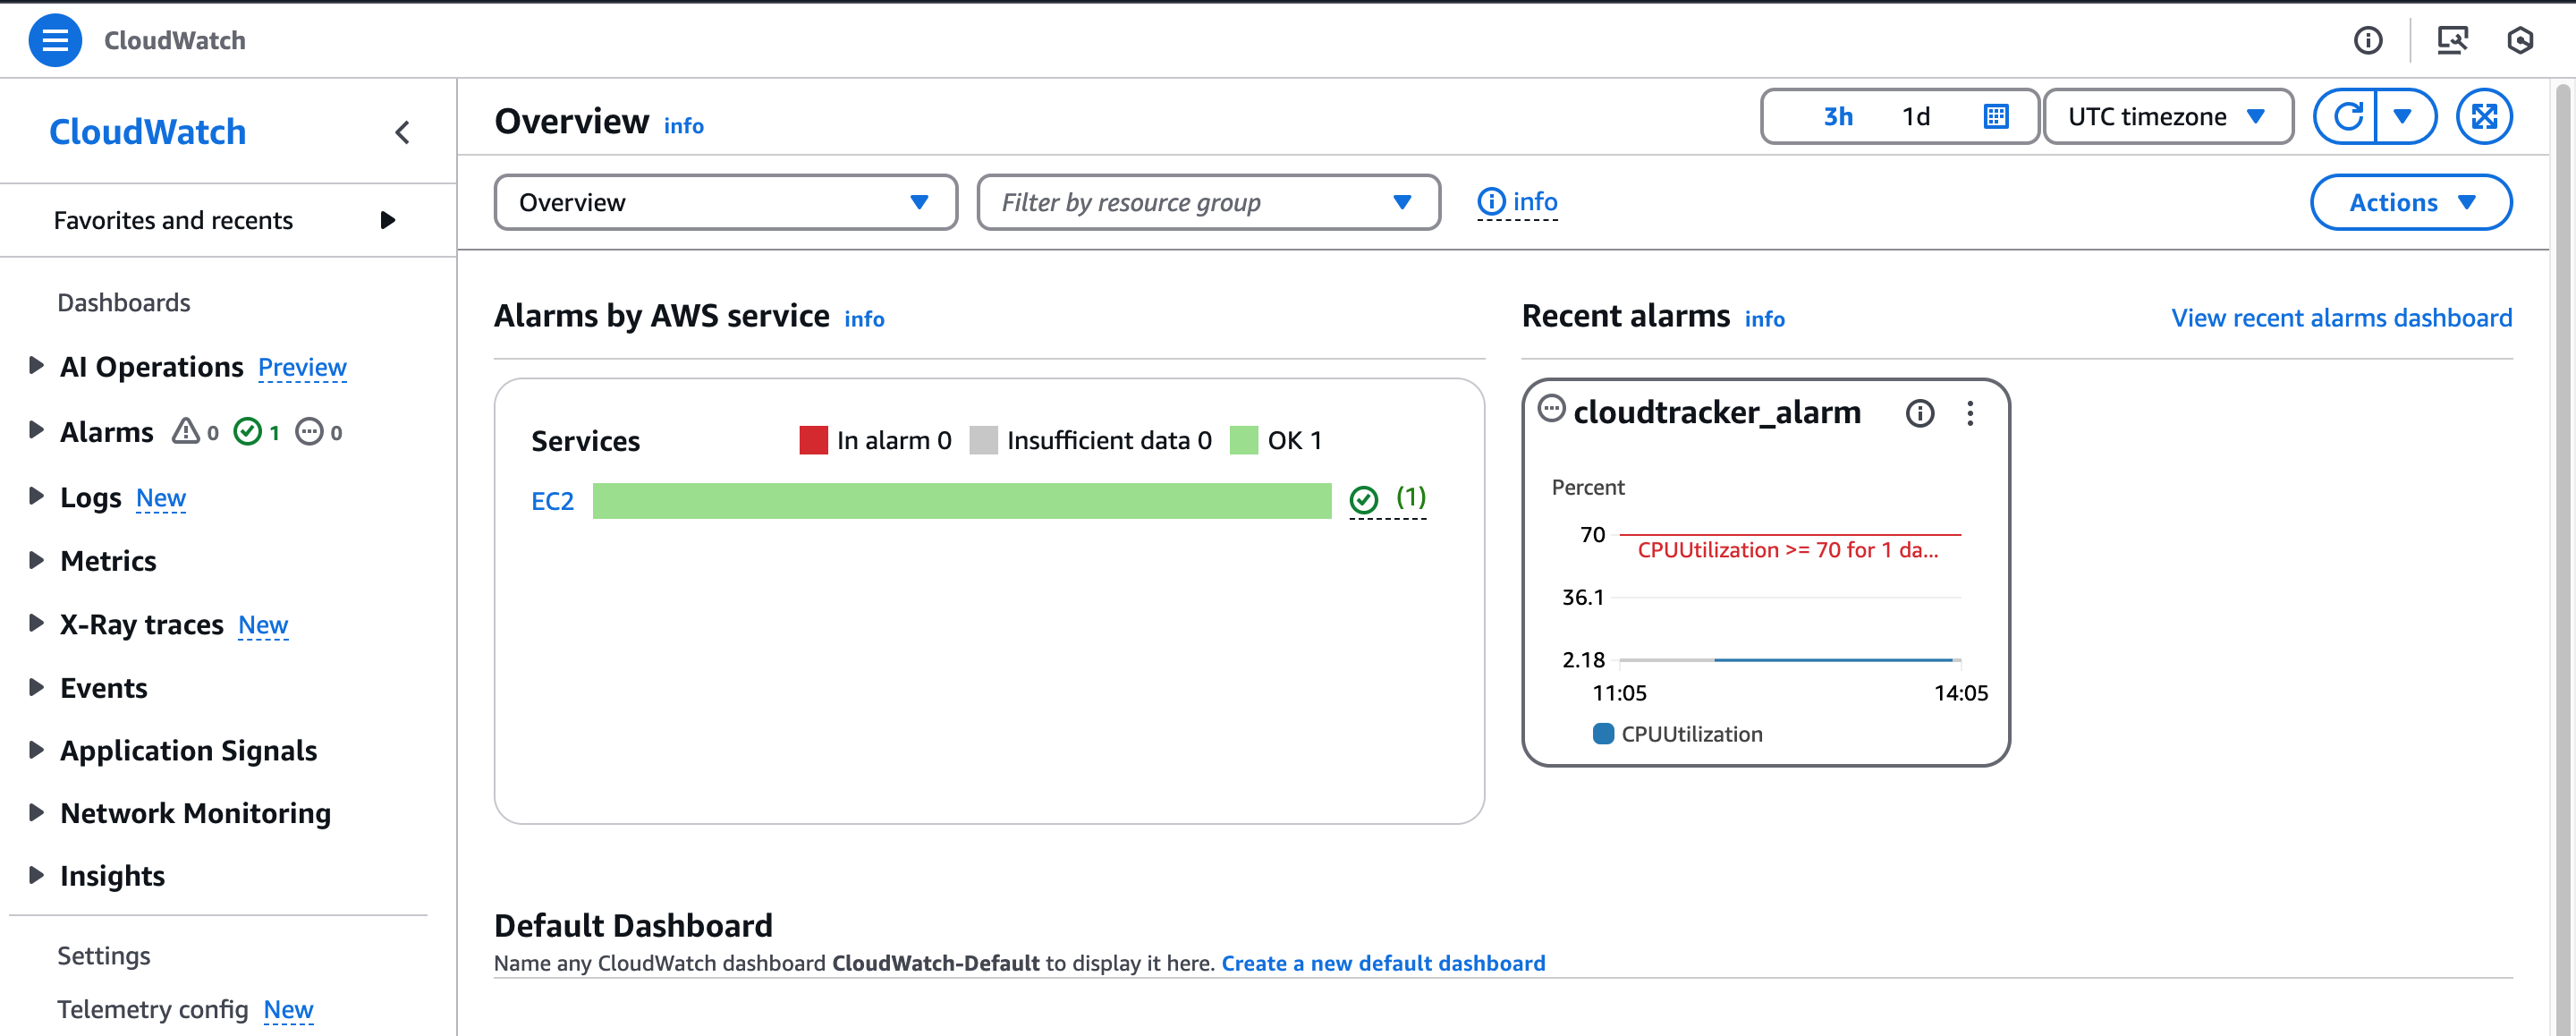 CloudWatch
CloudWatch
Favorites and recents
Dashboards
AI Operations Preview
Alarms 0 1 0
Logs New
Metrics
X-Ray traces New
Events
Application Signals
Network Monitoring
Insights
Settings
Telemetry config New
Overview info
3h 1d UTC timezone
Overview Filter by resource group info Actions
Alarms by AWS service info
Services In alarm 0 Insufficient data 0 OK 1
EC2 (1)
Recent alarms info View recent alarms dashboard
cloudtracker_alarm
Percent
70
CPUUtilization >= 70 for 1 da...
36.1
2.18
11:05 14:05
CPUUtilization
Default Dashboard
Name any CloudWatch dashboard CloudWatch-Default to display it here. Create a new default dashboard